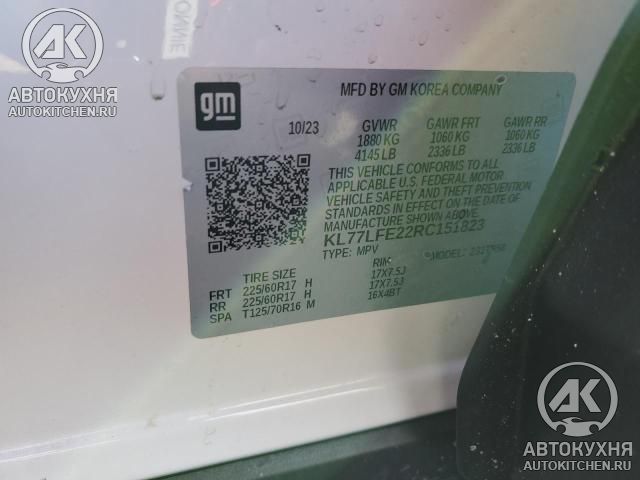 AK
АВТОКУХНЯ
AUTOKITCHEN.RU
gm
MFD BY GM KOREA COMPANY
10/23 GVWR GAWR FRT GAWR RR
1880 KG 1060 KG 1060 KG
4145 LB 2336 LB 2336 LB
THIS VEHICLE CONFORMS TO ALL
APPLICABLE U.S. FEDERAL MOTOR
VEHICLE SAFETY AND THEFT PREVENTION
STANDARDS IN EFFECT ON THE DATE OF
MANUFACTURE SHOWN ABOVE.
KL77LFE22RC151823
TYPE: MPV MODEL:
TIRE SIZE RIM
FRT 225/60R17 H 17X7.5J
RR 225/60R17 H 17X7.5J
SPA T125/70R16 M 16X4BT
AK
АВТОКУХНЯ
AUTOKITCHEN.RU